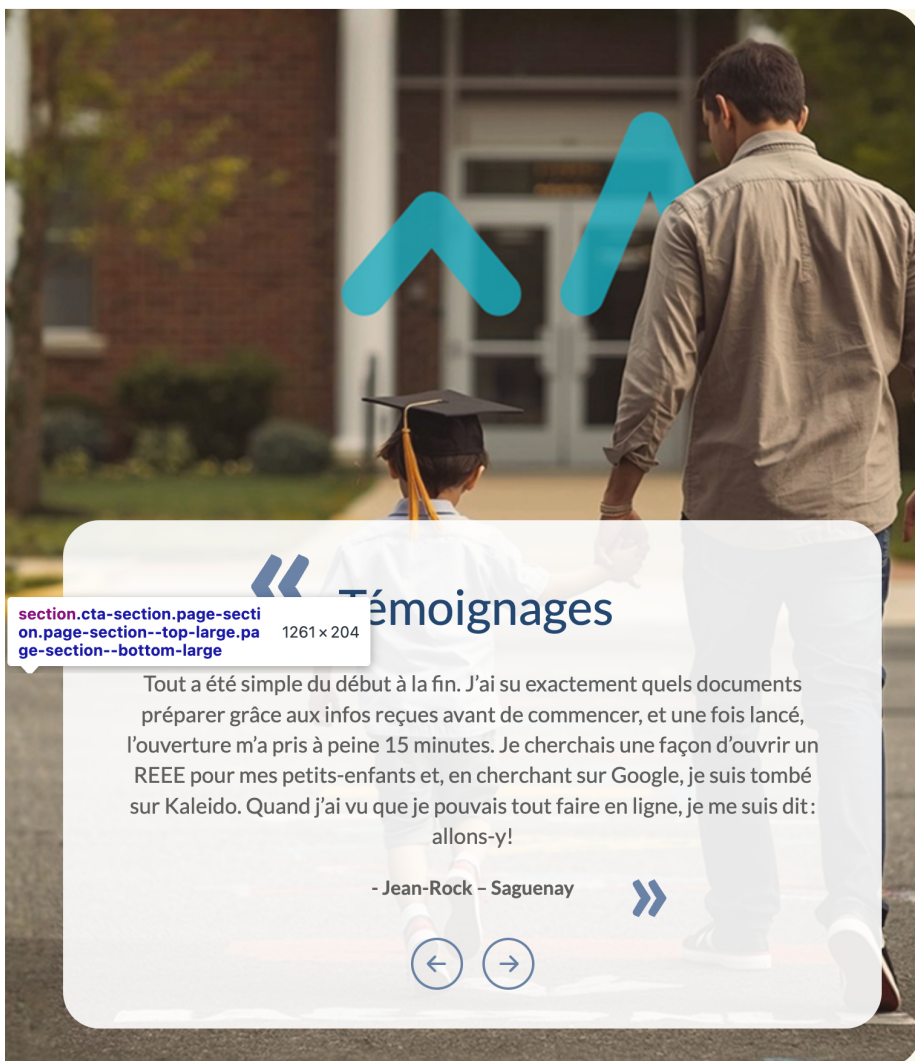 «
Témoignages
section.cta-section.page-secti
on.page-section--top-large.pa
ge-section--bottom-large
1261 × 204
Tout a été simple du début à la fin. J’ai su exactement quels documents
préparer grâce aux infos reçues avant de commencer, et une fois lancé,
l’ouverture m’a pris à peine 15 minutes. Je cherchais une façon d’ouvrir un
REEE pour mes petits-enfants et, en cherchant sur Google, je suis tombé
sur Kaleido. Quand j’ai vu que je pouvais tout faire en ligne, je me suis dit :
allons-y!
- Jean-Rock – Saguenay
»